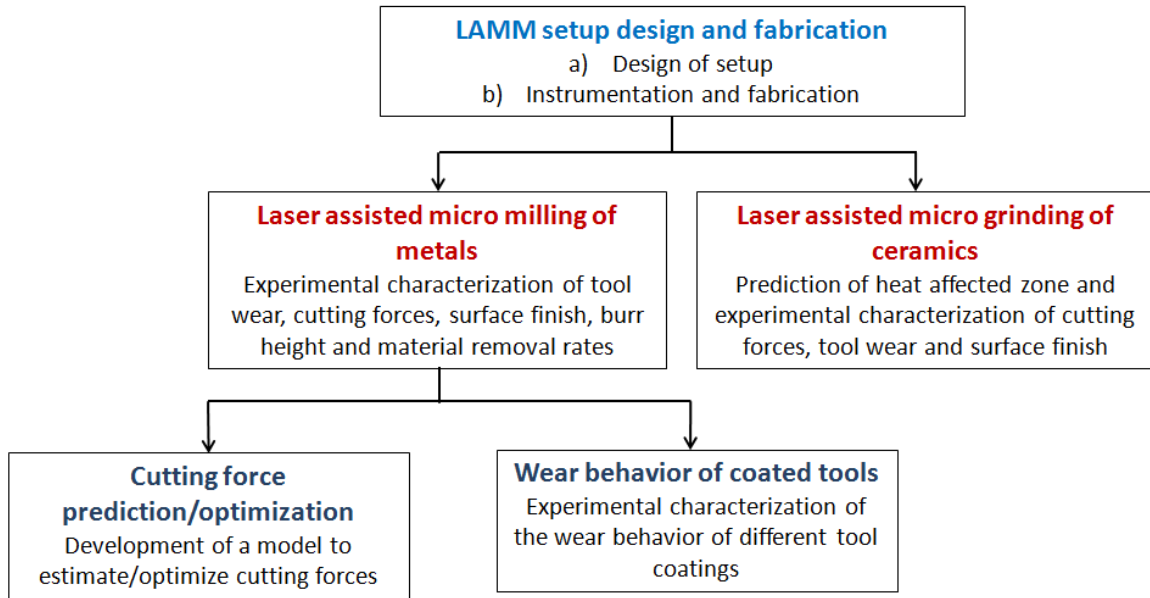 LAMM setup design and fabrication
a) Design of setup
b) Instrumentation and fabrication
Laser assisted micro milling of
metals
Experimental characterization of tool
wear, cutting forces, surface finish, burr
height and material removal rates
Laser assisted micro grinding of
ceramics
Prediction of heat affected zone and
experimental characterization of cutting
forces, tool wear and surface finish
Cutting force
prediction/optimization
Development of a model to
estimate/optimize cutting forces
Wear behavior of coated tools
Experimental characterization of
the wear behavior of different tool
coatings